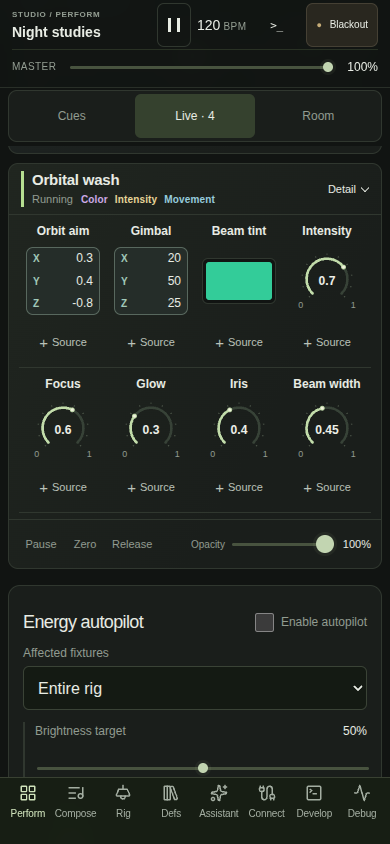 STUDIO / PERFORM
Night studies
120 BPM
>_
Blackout
MASTER
100%
Cues
Live · 4
Room
Orbital wash
Running Color Intensity Movement
Detail
Orbit aim Gimbal Beam tint Intensity
X 0.3 X 20
Y 0.4 Y 50
Z -0.8 Z 25
0.7
0 1
+ Source + Source + Source + Source
Focus Glow Iris Beam width
0.6 0.3 0.4 0.45
0 1 0 1 0 1 0 1
+ Source + Source + Source + Source
Pause Zero Release Opacity 100%
Energy autopilot
Enable autopilot
Affected fixtures
Entire rig
Brightness target 50%
Perform Compose Rig Defs Assistant Connect Develop Debug